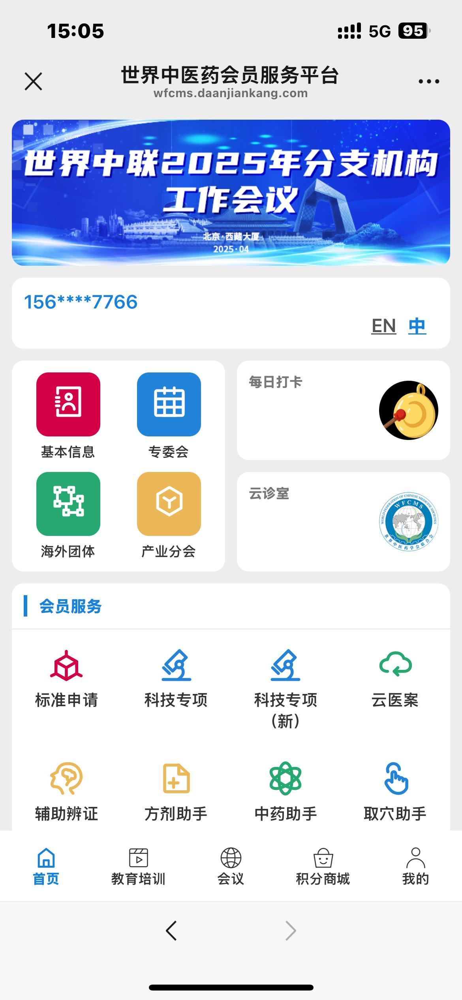 15:05
5G 95
世界中医药会员服务平台
wfcms.daanjiankang.com
世界中联2025年分支机构
工作会议
北京·西藏大厦
2025·04
156****7766
EN 中
基本信息
专委会
每日打卡
海外团体
产业分会
云诊室
WORLD FEDERATION OF CHINESE MEDICINE SOCIETIES
WFCMS
世界中医药学会联合会
会员服务
标准申请
科技专项
科技专项
（新）
云医案
辅助辨证
方剂助手
中药助手
取穴助手
首页
教育培训
会议
积分商城
我的